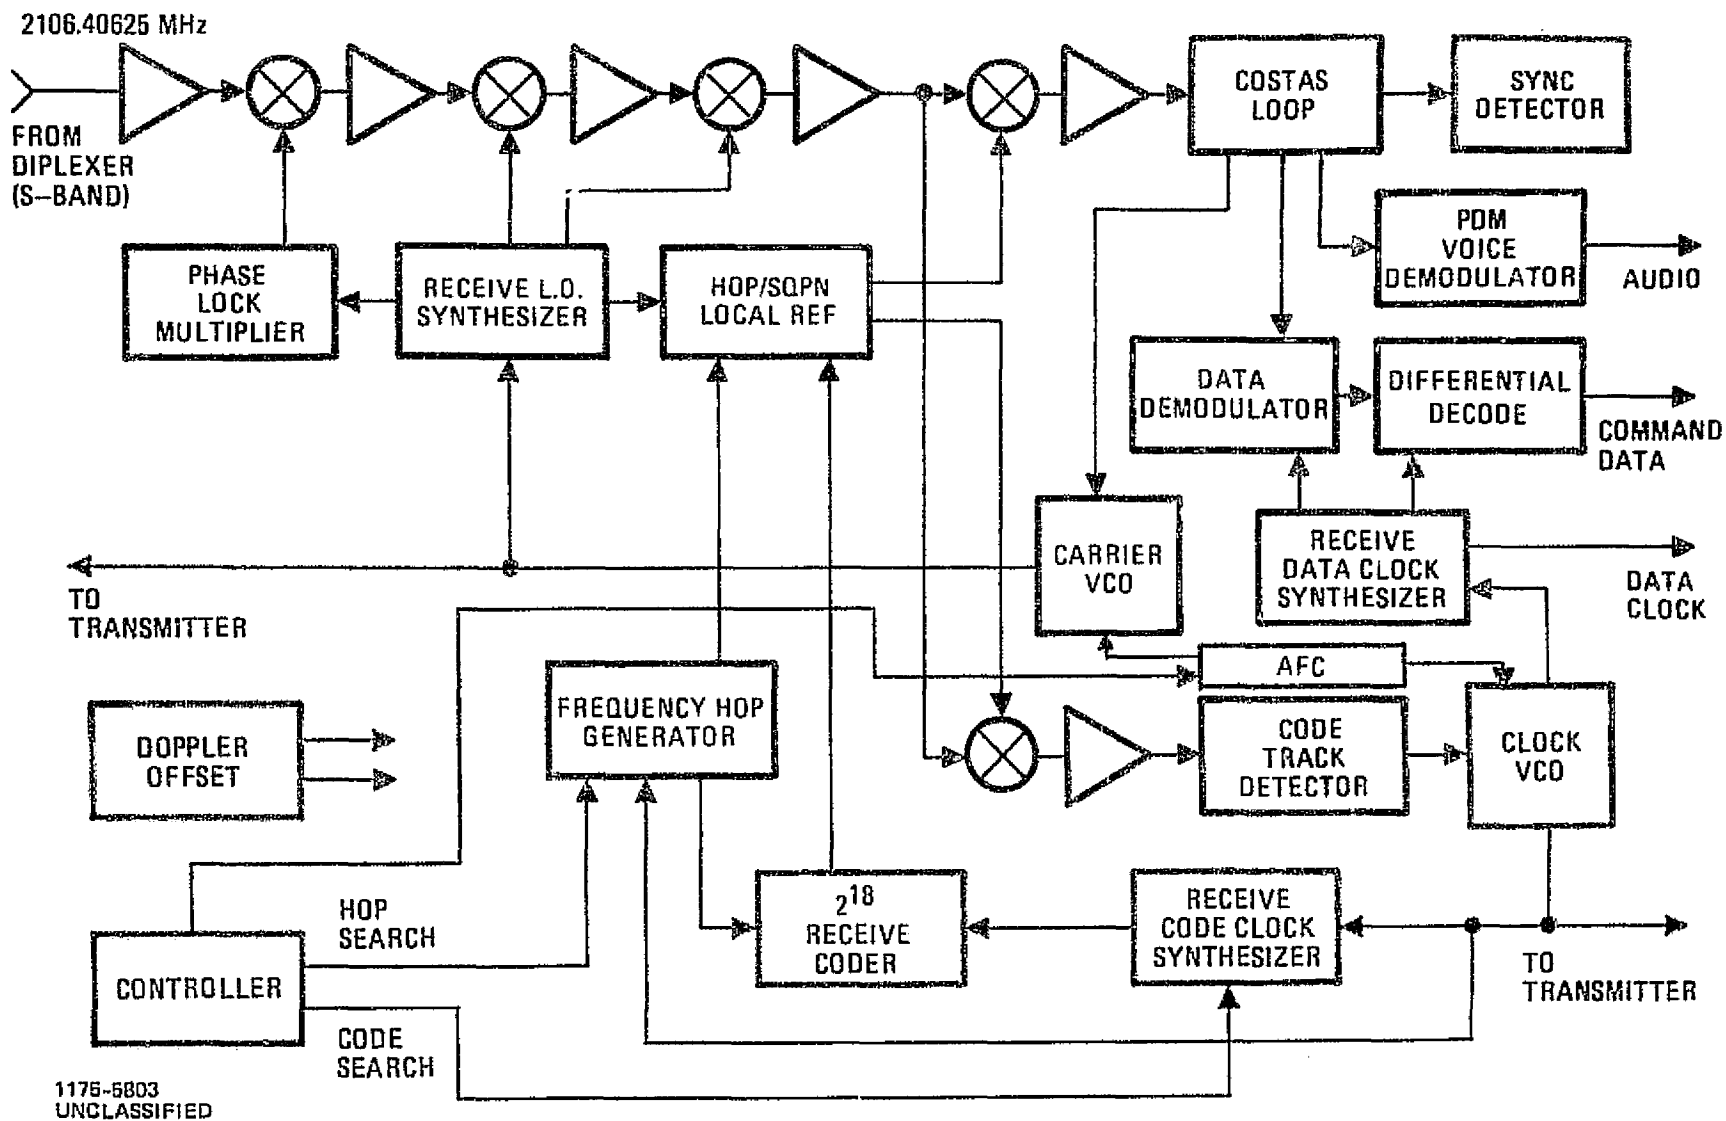 2106.40625 MHz
FROM
DIPLEXER
(S-BAND)
COSTAS
LOOP
SYNC
DETECTOR
PDM
VOICE
DEMODULATOR
AUDIO
PHASE
LOCK
MULTIPLIER
RECEIVE L.O.
SYNTHESIZER
HOP/SQPN
LOCAL REF
DATA
DEMODULATOR
DIFFERENTIAL
DECODE
COMMAND
DATA
CARRIER
VCO
RECEIVE
DATA CLOCK
SYNTHESIZER
DATA
CLOCK
TO
TRANSMITTER
AFC
FREQUENCY HOP
GENERATOR
DOPPLER
OFFSET
CODE
TRACK
DETECTOR
CLOCK
VCO
2^18
RECEIVE
CODER
RECEIVE
CODE CLOCK
SYNTHESIZER
TO
TRANSMITTER
HOP
SEARCH
CONTROLLER
CODE
SEARCH
1175-5803
UNCLASSIFIED